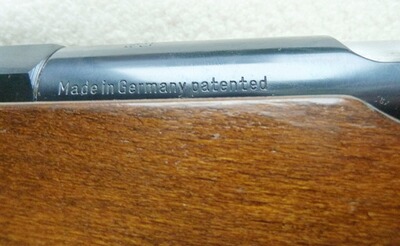 Made in Germany patented